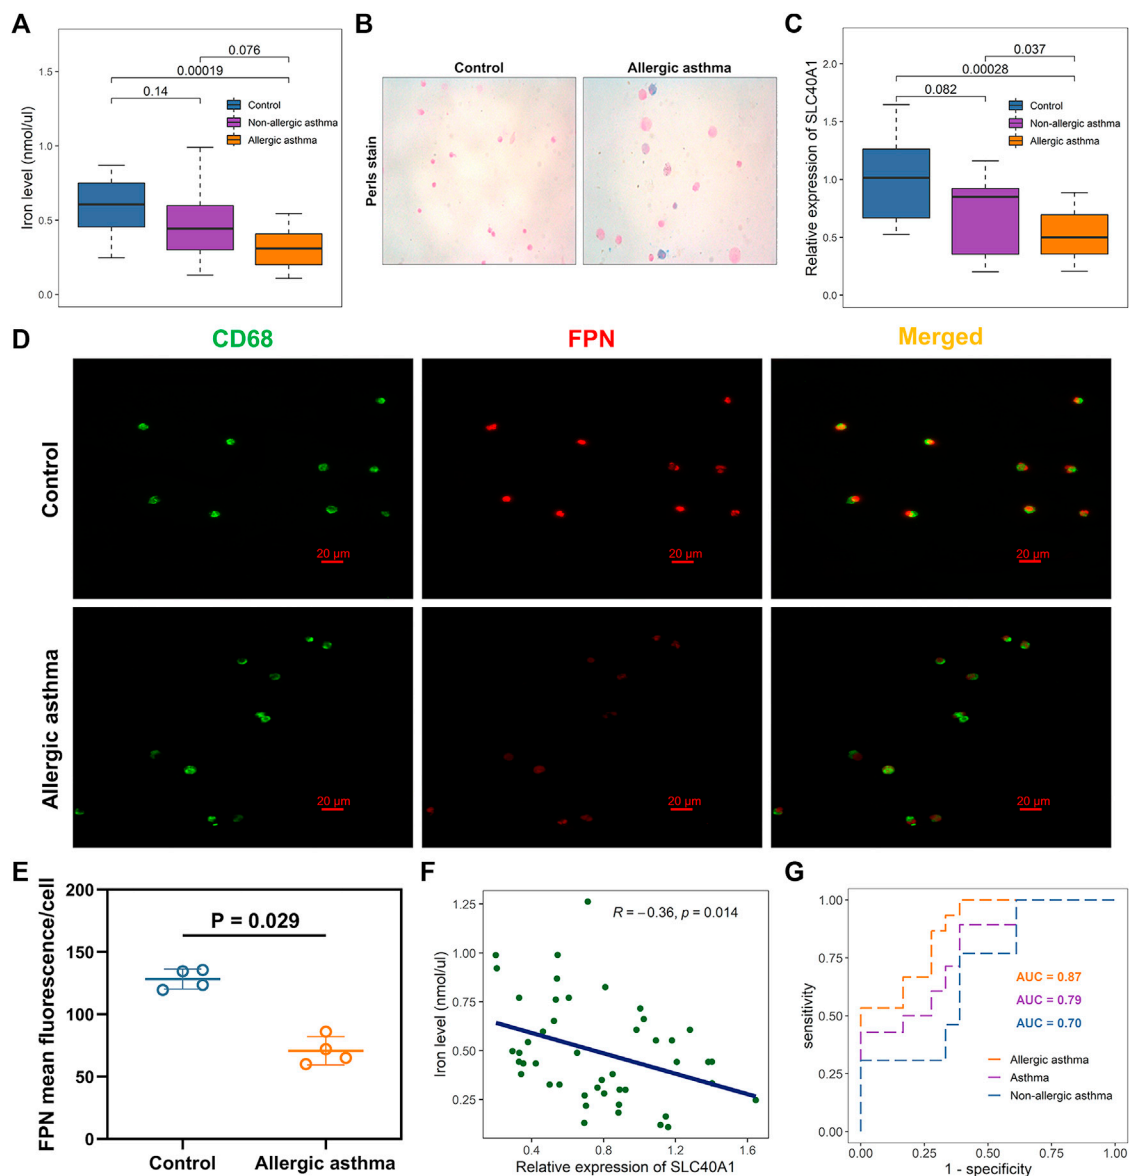 A
Iron level (nmol/ul)
1.5
1.0
0.5
0.0
0.076
0.00019
0.14
Control
Non-allergic asthma
Allergic asthma
B
Control
Allergic asthma
Perls stain
C
Relative expression of SLC40A1
2.0
1.5
1.0
0.5
0.0
0.037
0.00028
0.082
Control
Non-allergic asthma
Allergic asthma
D
CD68
FPN
Merged
Control
20 μm
20 μm
20 μm
Allergic asthma
20 μm
20 μm
20 μm
E
FPN mean fluorescence/cell
200
150
100
50
0
P = 0.029
Control
Allergic asthma
F
Iron level (nmol/ul)
1.25
1.00
0.75
0.50
0.25
R = −0.36, p = 0.014
0.4
0.8
1.2
1.6
Relative expression of SLC40A1
G
sensitivity
1.00
0.75
0.50
0.25
0.00
AUC = 0.87
AUC = 0.79
AUC = 0.70
Allergic asthma
Asthma
Non-allergic asthma
0.00
0.25
0.50
0.75
1.00
1 - specificity